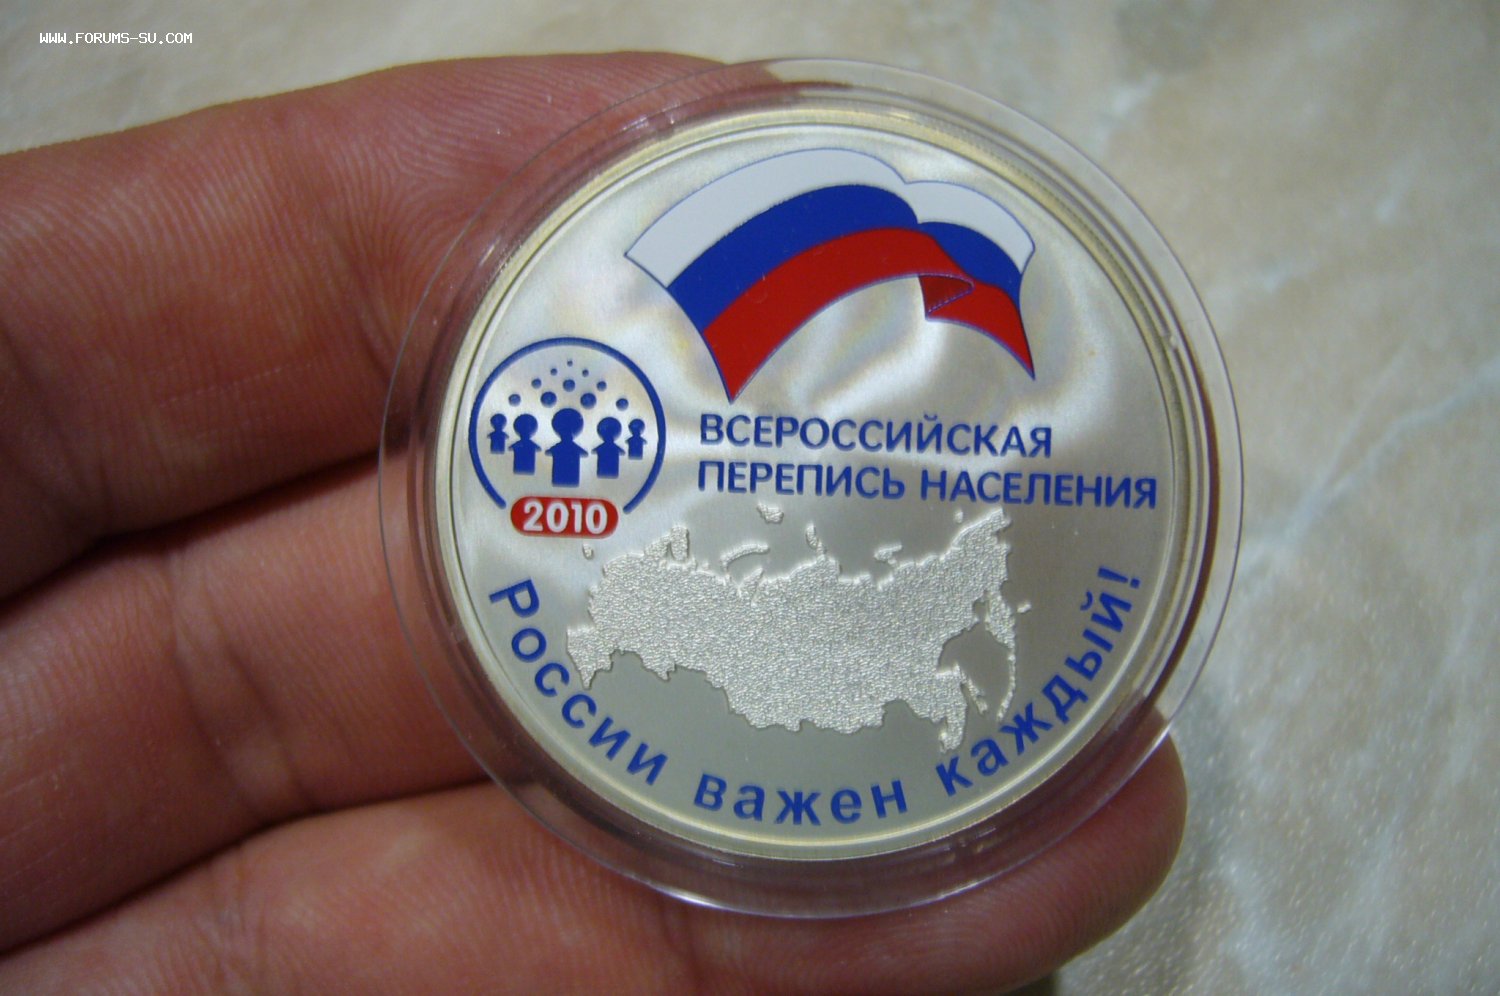 WWW.FORUMS-SU.COM
ВСЕРОССИЙСКАЯ
ПЕРЕПИСЬ НАСЕЛЕНИЯ
2010
России важен каждый!